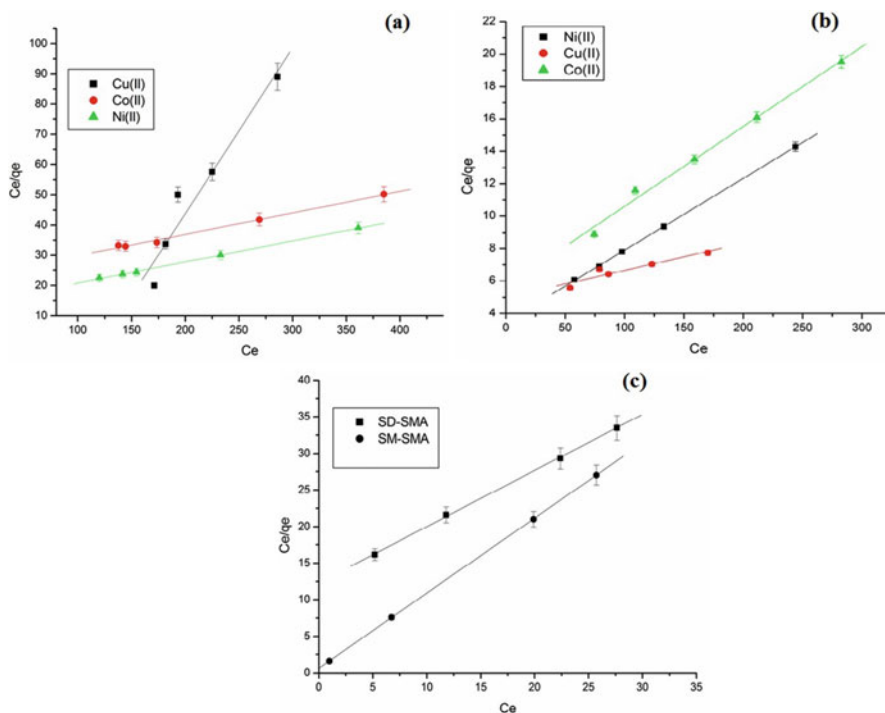 (a)
Cu(II)
Co(II)
Ni(II)
Ce/qe
100
90
80
70
60
50
40
30
20
10
100 150 200 250 300 350 400
Ce
(b)
Ni(II)
Cu(II)
Co(II)
Ce/qe
22
20
18
16
14
12
10
8
6
4
0 50 100 150 200 250 300
Ce
(c)
SD-SMA
SM-SMA
Ce/qe
40
35
30
25
20
15
10
5
0
0 5 10 15 20 25 30 35
Ce